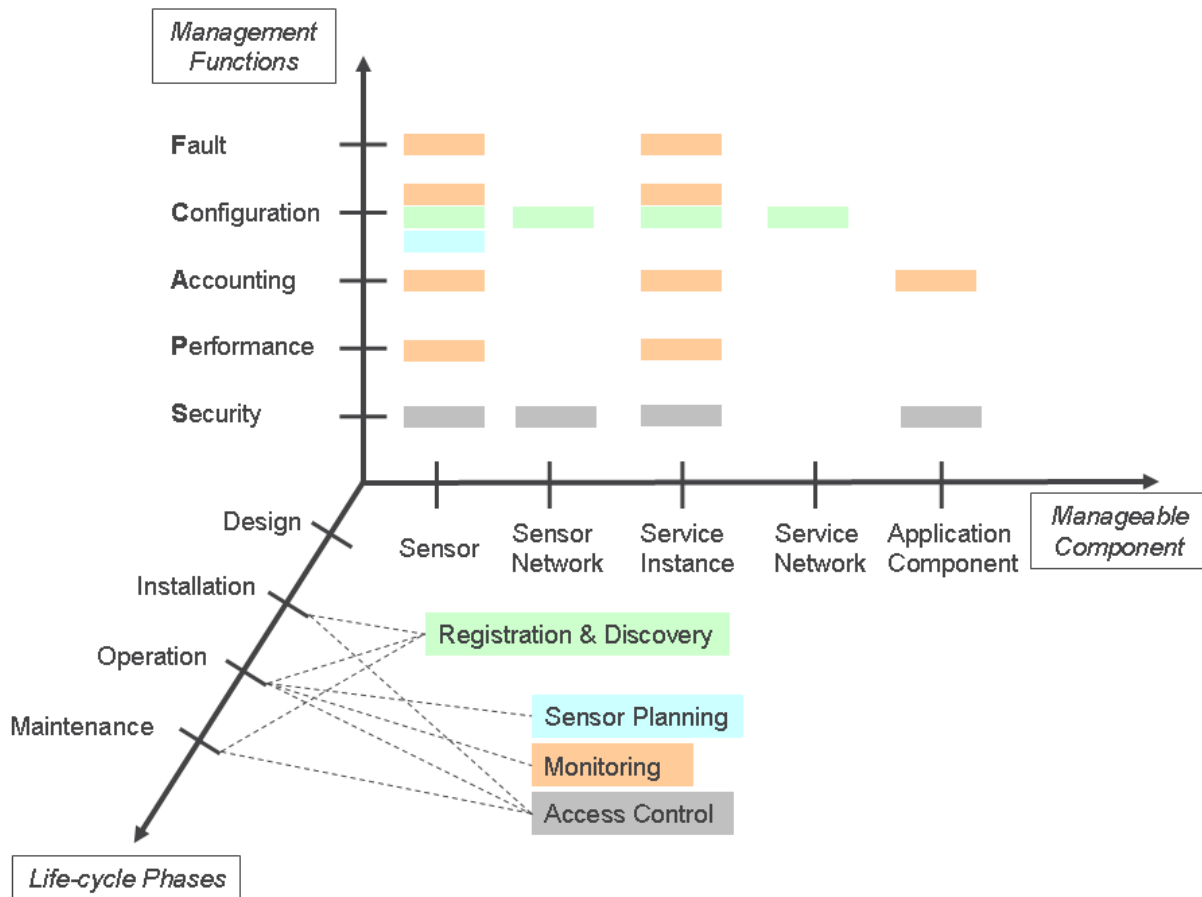 Management
Functions
Fault
Configuration
Accounting
Performance
Security
Design
Installation
Operation
Maintenance
Life-cycle Phases
Sensor
Sensor
Network
Service
Instance
Service
Network
Application
Component
Manageable
Component
Registration & Discovery
Sensor Planning
Monitoring
Access Control